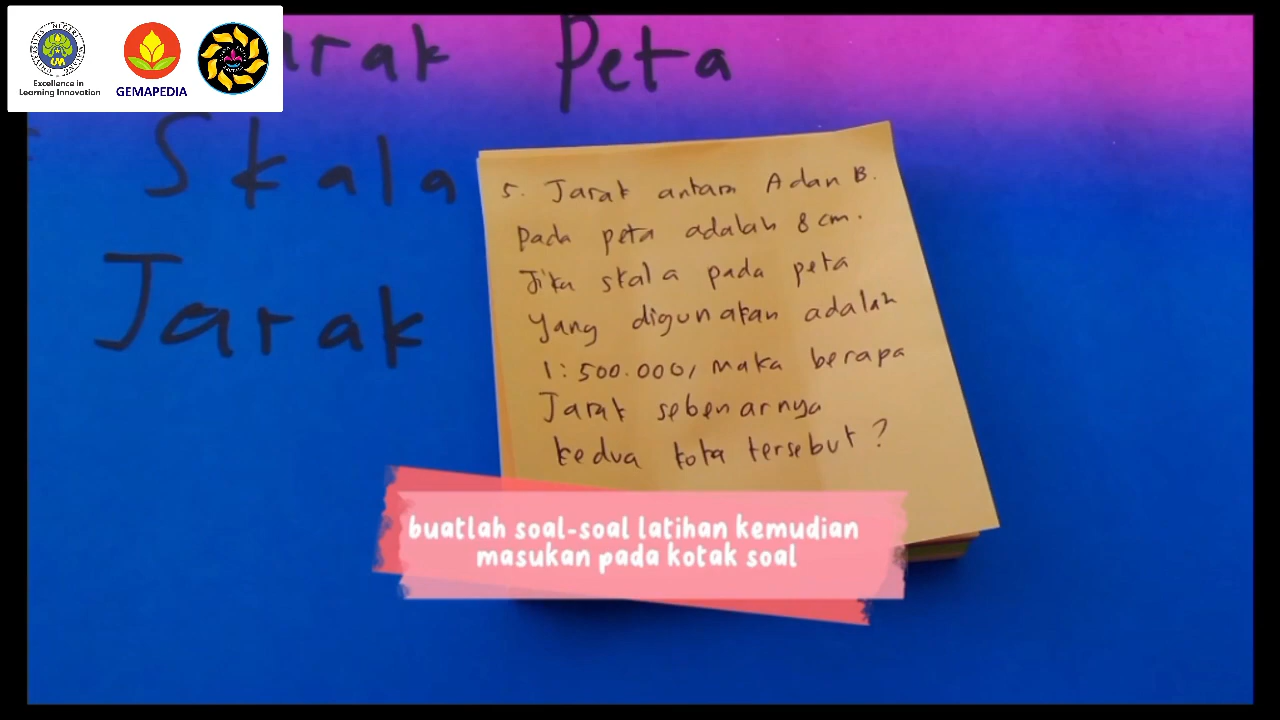 Excellence in
Learning Innovation
GEMAPEDIA
arak Peta
Skala
Jarak
5. Jarak antara A dan B.
Pada peta adalah 8 cm.
Jika skala pada peta
yang digunakan adalah
1:500.000, maka berapa
Jarak sebenarnya
kedua kota tersebut?
buatlah soal-soal latihan kemudian
masukan pada kotak soal